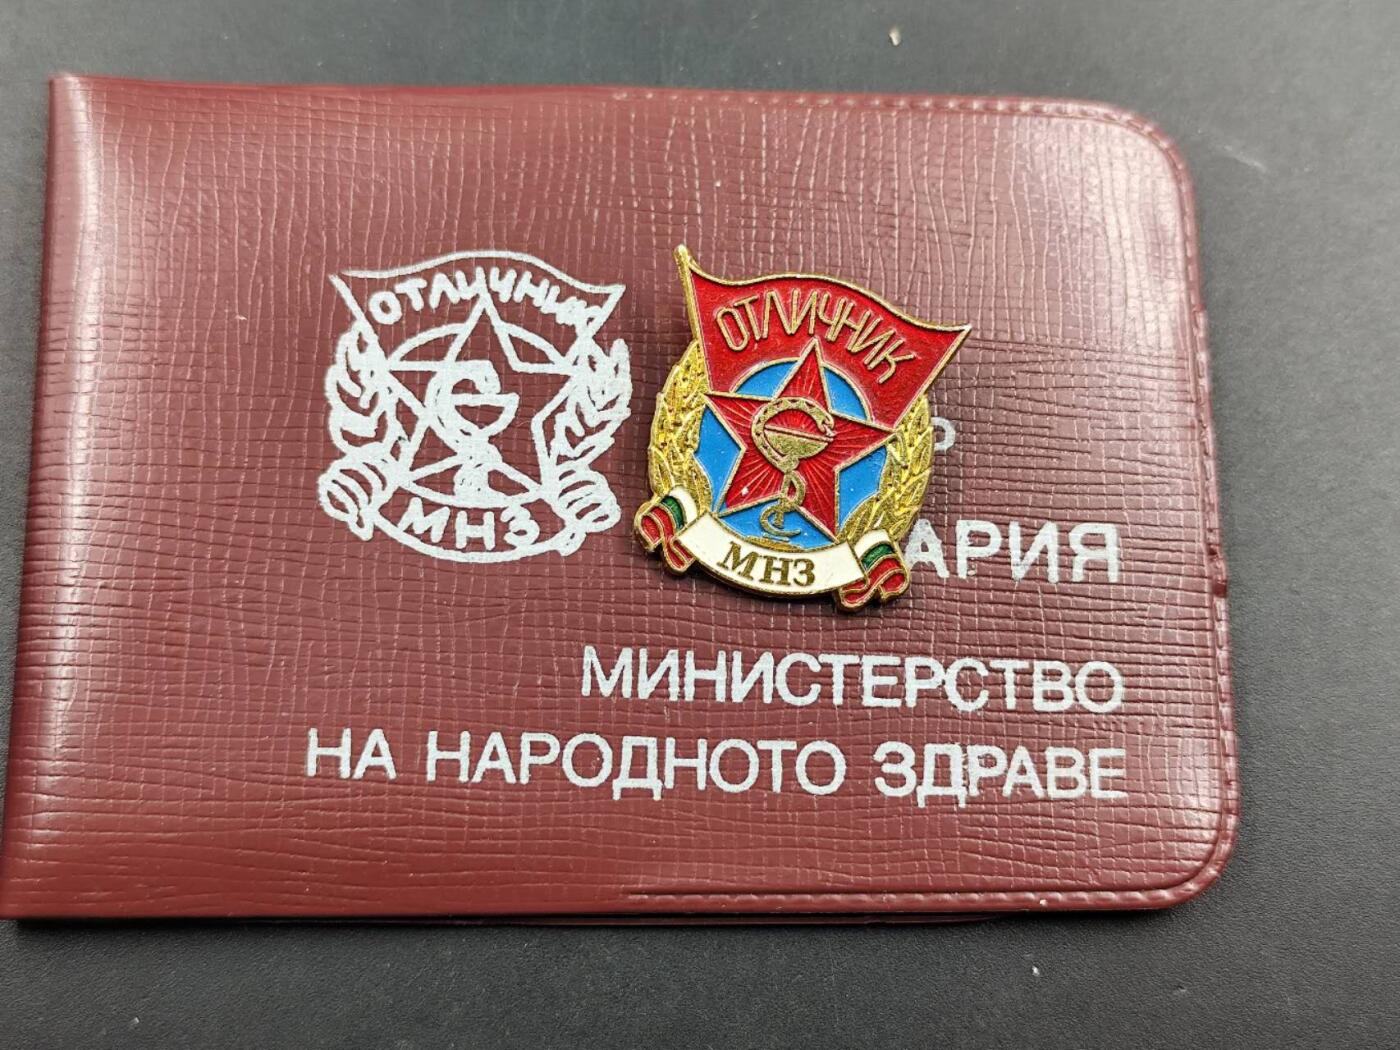 ОТЛИЧНИК
МНЗ
ОТЛИЧНИК
МНЗ
Р
АРИЯ
МИНИСТЕРСТВО
НА НАРОДНОТО ЗДРАВЕ